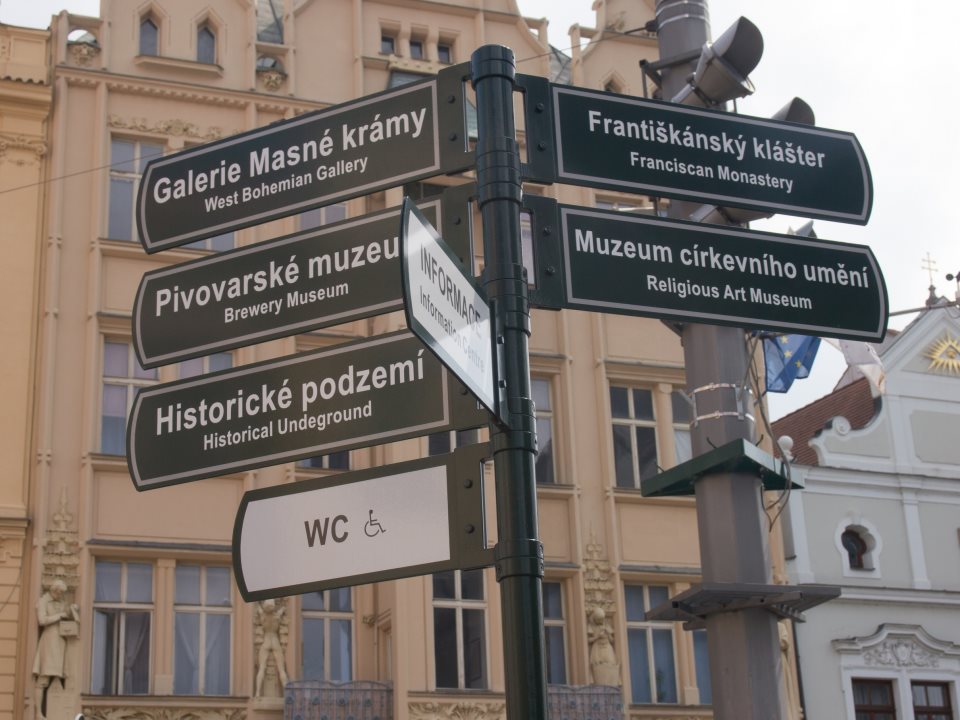 Galerie Masné krámy
West Bohemian Gallery
Pivovarské muzeu
Brewery Museum
Historické podzemí
Historical Undeground
WC
INFORMACE
Information Centre
Františkánský klášter
Franciscan Monastery
Muzeum církevního umění
Religious Art Museum